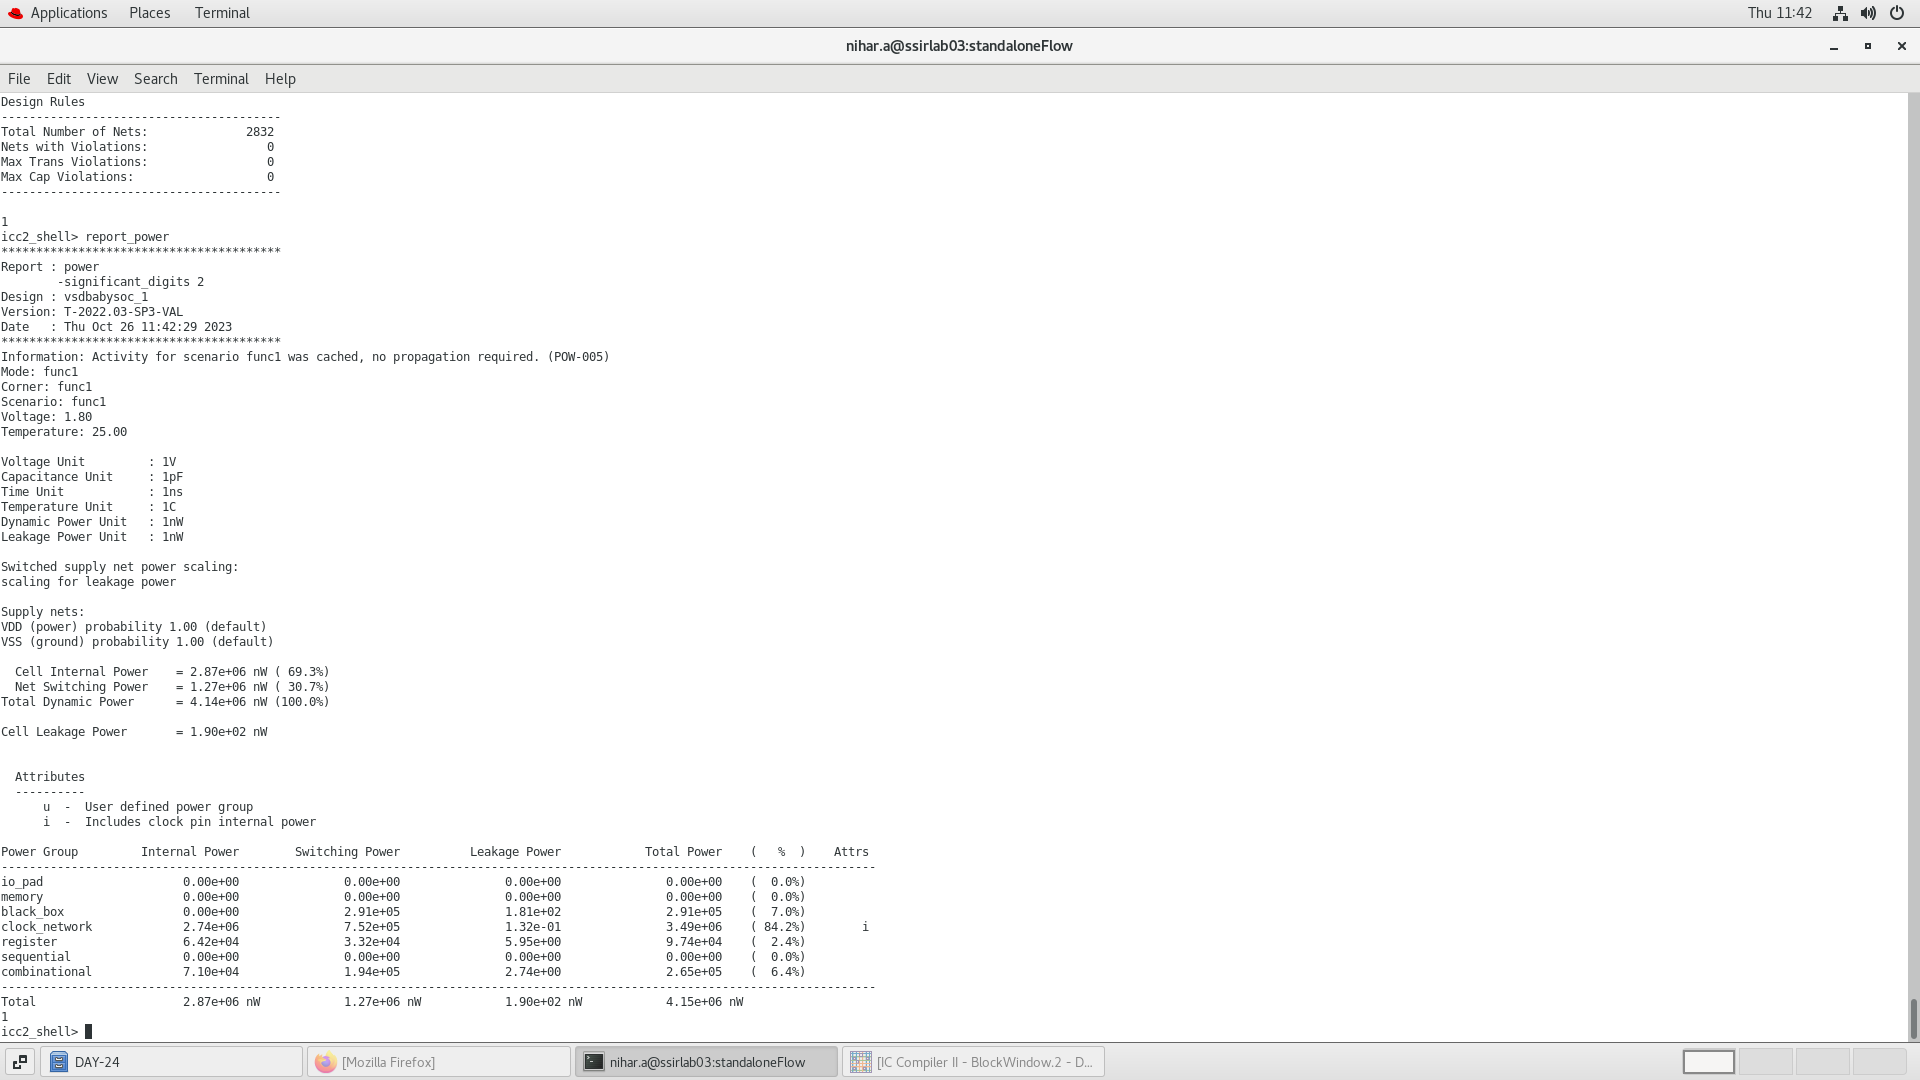 Applications Places Terminal Thu 11:42
nihar.a@ssirlab03:standaloneFlow
File Edit View Search Terminal Help
Design Rules
----------------------------------------
Total Number of Nets:              2832
Nets with Violations:                 0
Max Trans Violations:                 0
Max Cap Violations:                   0
----------------------------------------
1
icc2_shell> report_power
****************************************
Report : power
        -significant_digits 2
Design : vsdbabysoc_1
Version: T-2022.03-SP3-VAL
Date   : Thu Oct 26 11:42:29 2023
****************************************
Information: Activity for scenario func1 was cached, no propagation required. (POW-005)
Mode: func1
Corner: func1
Scenario: func1
Voltage: 1.80
Temperature: 25.00
Voltage Unit         : 1V
Capacitance Unit     : 1pF
Time Unit            : 1ns
Temperature Unit     : 1C
Dynamic Power Unit   : 1nW
Leakage Power Unit   : 1nW
Switched supply net power scaling:
scaling for leakage power
Supply nets:
VDD (power) probability 1.00 (default)
VSS (ground) probability 1.00 (default)
  Cell Internal Power    = 2.87e+06 nW ( 69.3%)
  Net Switching Power    = 1.27e+06 nW ( 30.7%)
Total Dynamic Power      = 4.14e+06 nW (100.0%)
Cell Leakage Power       = 1.90e+02 nW
  Attributes
  ----------
      u  -  User defined power group
      i  -  Includes clock pin internal power
Power Group         Internal Power        Switching Power          Leakage Power            Total Power    (   %  )    Attrs
-----------------------------------------------------------------------------------------------------------------------------
io_pad                    0.00e+00               0.00e+00               0.00e+00               0.00e+00    (  0.0%)
memory                    0.00e+00               0.00e+00               0.00e+00               0.00e+00    (  0.0%)
black_box                 0.00e+00               2.91e+05               1.81e+02               2.91e+05    (  7.0%)
clock_network             2.74e+06               7.52e+05               1.32e-01               3.49e+06    ( 84.2%)        i
register                  6.42e+04               3.32e+04               5.95e+00               9.74e+04    (  2.4%)
sequential                0.00e+00               0.00e+00               0.00e+00               0.00e+00    (  0.0%)
combinational             7.10e+04               1.94e+05               2.74e+00               2.65e+05    (  6.4%)
-----------------------------------------------------------------------------------------------------------------------------
Total                     2.87e+06 nW            1.27e+06 nW            1.90e+02 nW            4.15e+06 nW
1
icc2_shell>
DAY-24 [Mozilla Firefox] nihar.a@ssirlab03:standaloneFlow [IC Compiler II - BlockWindow.2 - D...